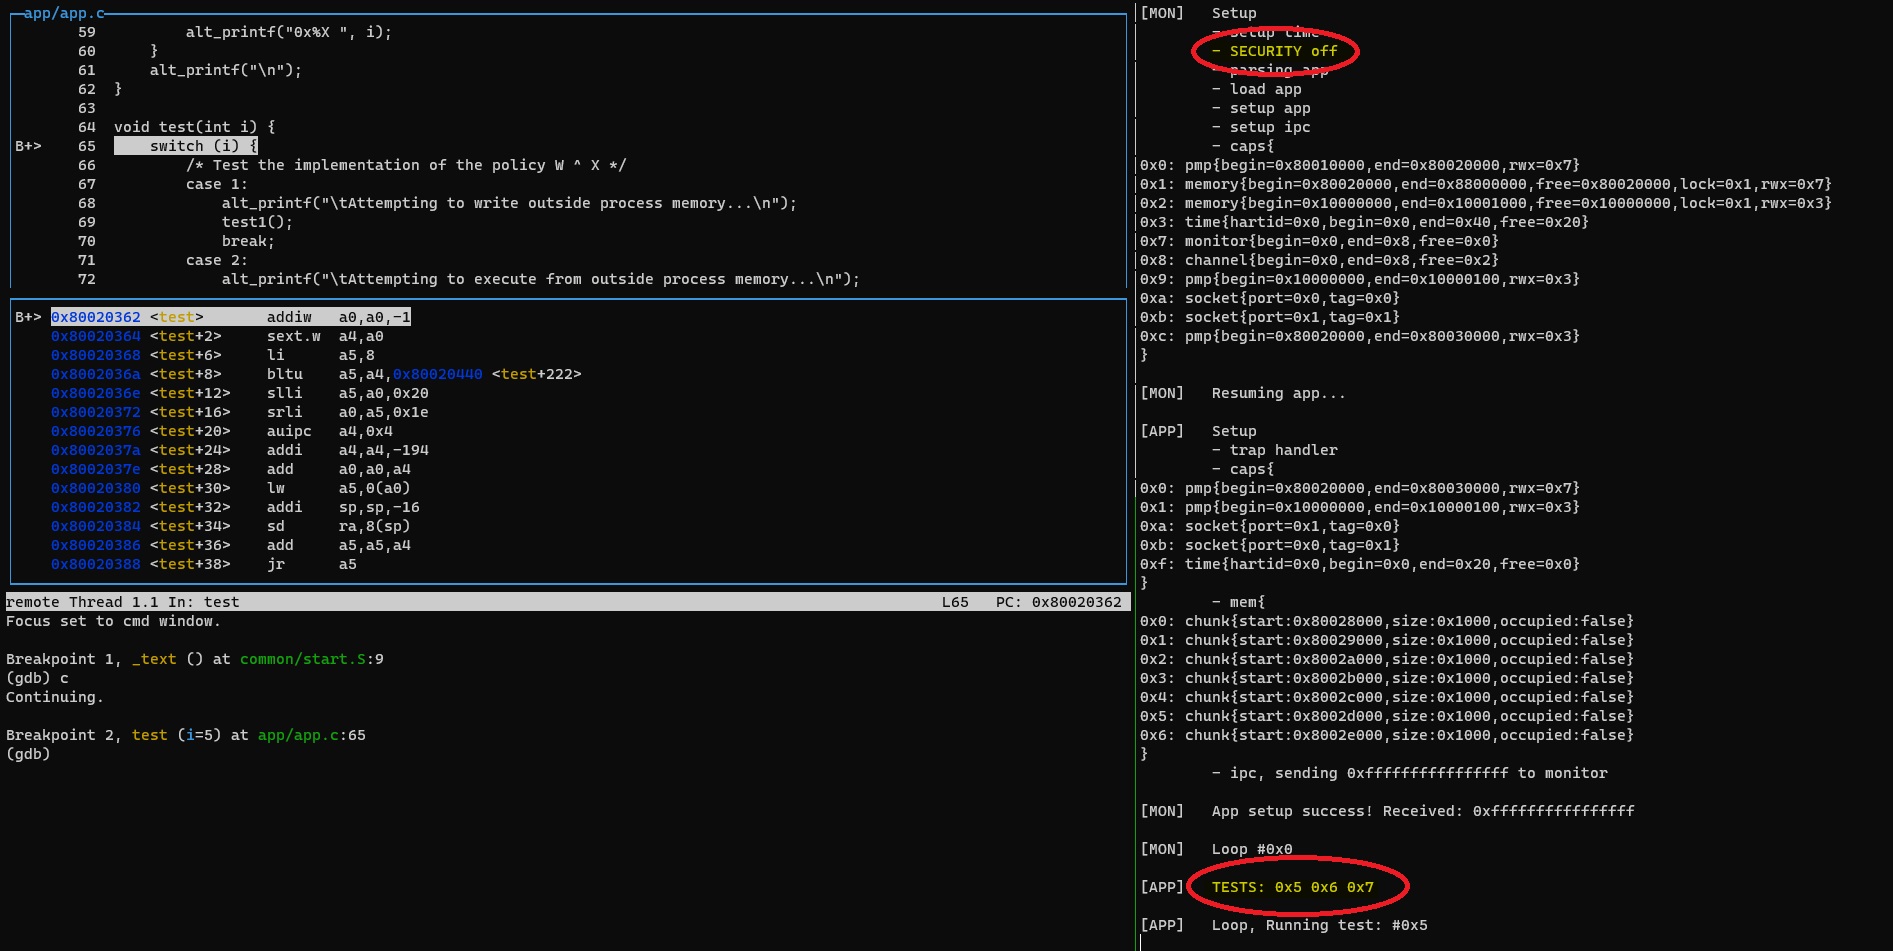 app/app.c
59 alt_printf("0x%X ", i);
60 }
61 alt_printf("\n");
62 }
63
64 void test(int i) {
B+> 65 switch (i) {
66 /* Test the implementation of the policy W ^ X */
67 case 1:
68 alt_printf("\tAttempting to write outside process memory...\n");
69 test1();
70 break;
71 case 2:
72 alt_printf("\tAttempting to execute from outside process memory...\n");
B+> 0x80020362 <test> addiw a0,a0,-1
0x80020364 <test+2> sext.w a4,a0
0x80020368 <test+6> li a5,8
0x8002036a <test+8> bltu a5,a4,0x80020440 <test+222>
0x8002036e <test+12> slli a5,a0,0x20
0x80020372 <test+16> srli a0,a5,0x1e
0x80020376 <test+20> auipc a4,0x4
0x8002037a <test+24> addi a4,a4,-194
0x8002037e <test+28> add a0,a0,a4
0x80020380 <test+30> lw a5,0(a0)
0x80020382 <test+32> addi sp,sp,-16
0x80020384 <test+34> sd ra,8(sp)
0x80020386 <test+36> add a5,a5,a4
0x80020388 <test+38> jr a5
remote Thread 1.1 In: test L65 PC: 0x80020362
Focus set to cmd window.
Breakpoint 1, _text () at common/start.S:9
(gdb) c
Continuing.
Breakpoint 2, test (i=5) at app/app.c:65
(gdb)
[MON] Setup
- setup time
- SECURITY off
- parsing app
- load app
- setup app
- setup ipc
- caps{
0x0: pmp{begin=0x80010000,end=0x80020000,rwx=0x7}
0x1: memory{begin=0x80020000,end=0x88000000,free=0x80020000,lock=0x1,rwx=0x7}
0x2: memory{begin=0x10000000,end=0x10001000,free=0x10000000,lock=0x1,rwx=0x3}
0x3: time{hartid=0x0,begin=0x0,end=0x40,free=0x20}
0x7: monitor{begin=0x0,end=0x8,free=0x0}
0x8: channel{begin=0x0,end=0x8,free=0x2}
0x9: pmp{begin=0x10000000,end=0x10000100,rwx=0x3}
0xa: socket{port=0x0,tag=0x0}
0xb: socket{port=0x1,tag=0x1}
0xc: pmp{begin=0x80020000,end=0x80030000,rwx=0x3}
}
[MON] Resuming app...
[APP] Setup
- trap handler
- caps{
0x0: pmp{begin=0x80020000,end=0x80030000,rwx=0x7}
0x1: pmp{begin=0x10000000,end=0x10000100,rwx=0x3}
0xa: socket{port=0x1,tag=0x0}
0xb: socket{port=0x0,tag=0x1}
0xf: time{hartid=0x0,begin=0x0,end=0x20,free=0x0}
}
- mem{
0x0: chunk{start:0x80028000,size:0x1000,occupied:false}
0x1: chunk{start:0x80029000,size:0x1000,occupied:false}
0x2: chunk{start:0x8002a000,size:0x1000,occupied:false}
0x3: chunk{start:0x8002b000,size:0x1000,occupied:false}
0x4: chunk{start:0x8002c000,size:0x1000,occupied:false}
0x5: chunk{start:0x8002d000,size:0x1000,occupied:false}
0x6: chunk{start:0x8002e000,size:0x1000,occupied:false}
}
- ipc, sending 0xffffffffffffffff to monitor
[MON] App setup success! Received: 0xffffffffffffffff
[MON] Loop #0x0
[APP] TESTS: 0x5 0x6 0x7
[APP] Loop, Running test: #0x5